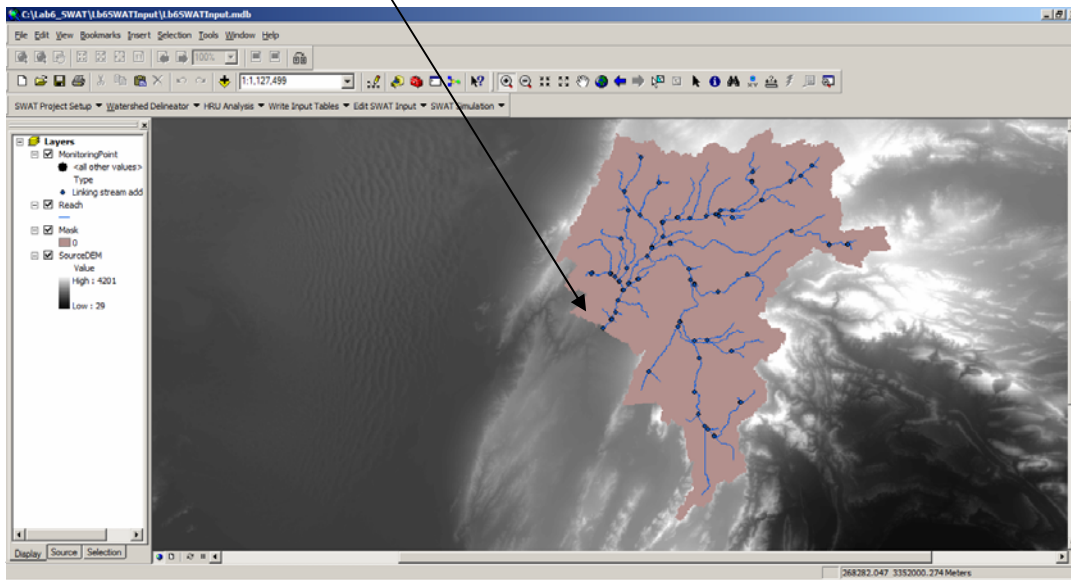 C:\Lab6_SWAT\Lb6SWATInput\Lb6SWATInput.mdb
File Edit View Bookmarks Insert Selection Tools Window Help
100%
1:1,127,499
SWAT Project Setup Watershed Delineator HRU Analysis Write Input Tables Edit SWAT Input SWAT Simulation
Layers
MonitoringPoint
<all other values>
Type
Linking stream add
Reach
Mask
0
SourceDEM
Value
High : 4201
Low : 29
Display Source Selection
268282.047 3352000.274 Meters